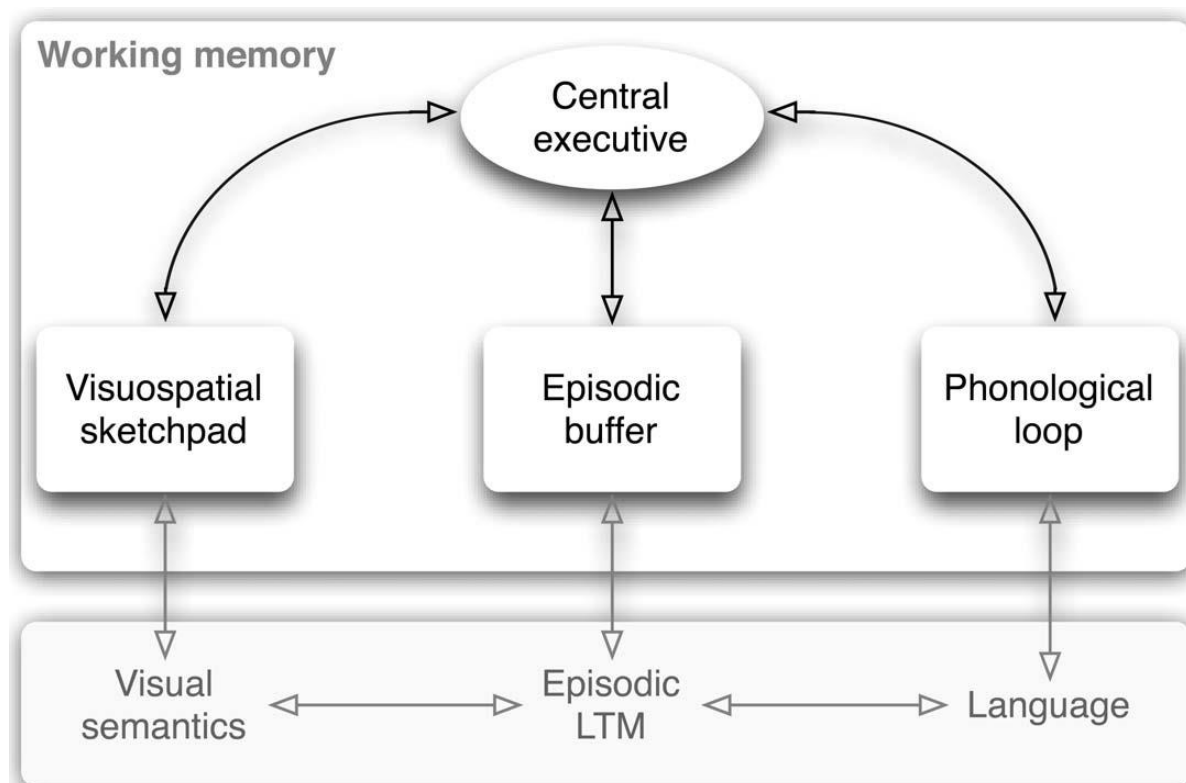 Working memory
Central
executive
Visuospatial
sketchpad
Episodic
buffer
Phonological
loop
Visual
semantics
Episodic
LTM
Language